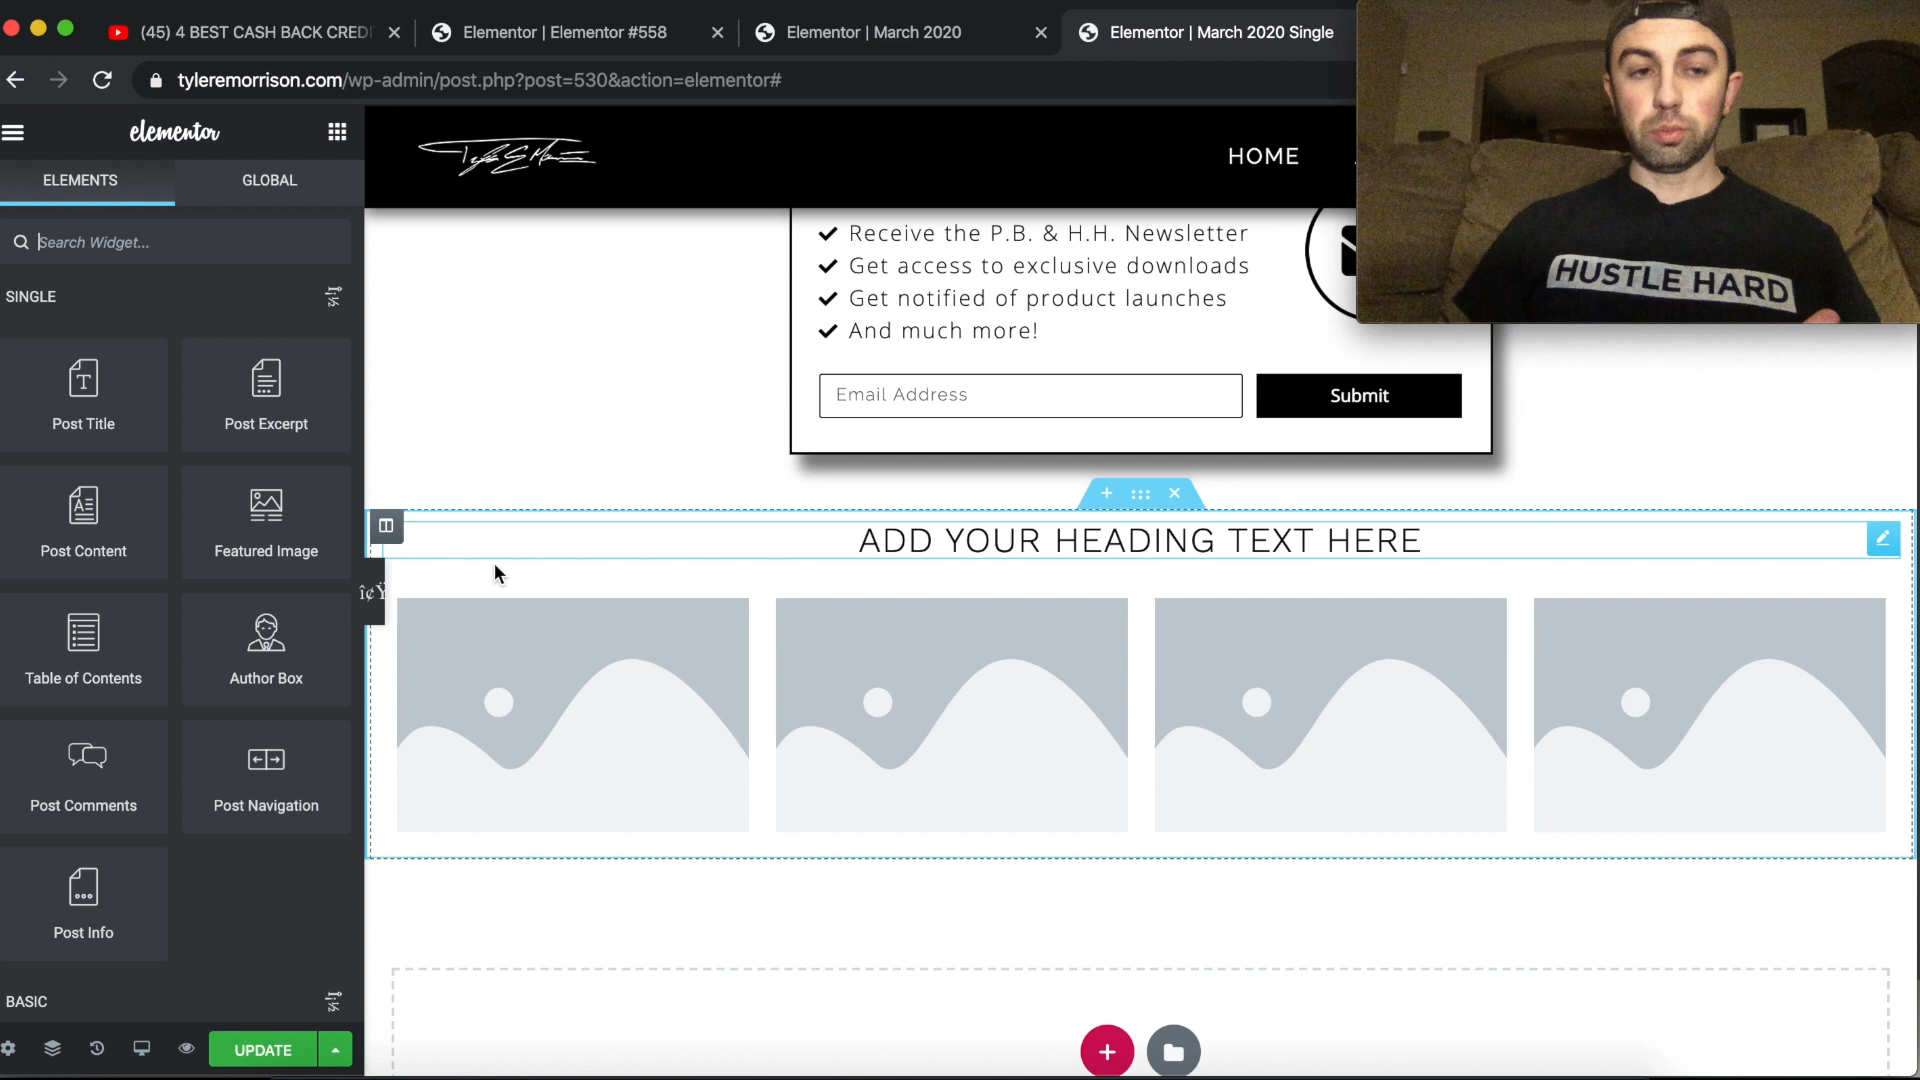 (45) 4 BEST CASH BACK CREDI
Elementor | Elementor #558
Elementor | March 2020
Elementor | March 2020 Single
tyleremorrison.com/wp-admin/post.php?post=530&action=elementor#
elementor
ELEMENTS
GLOBAL
HOME
Search Widget...
SINGLE
Post Title
Post Excerpt
Post Content
Featured Image
Table of Contents
Author Box
Post Comments
Post Navigation
Post Info
BASIC
UPDATE
Receive the P.B. & H.H. Newsletter
Get access to exclusive downloads
Get notified of product launches
And much more!
Email Address
Submit
ADD YOUR HEADING TEXT HERE
HUSTLE HARD